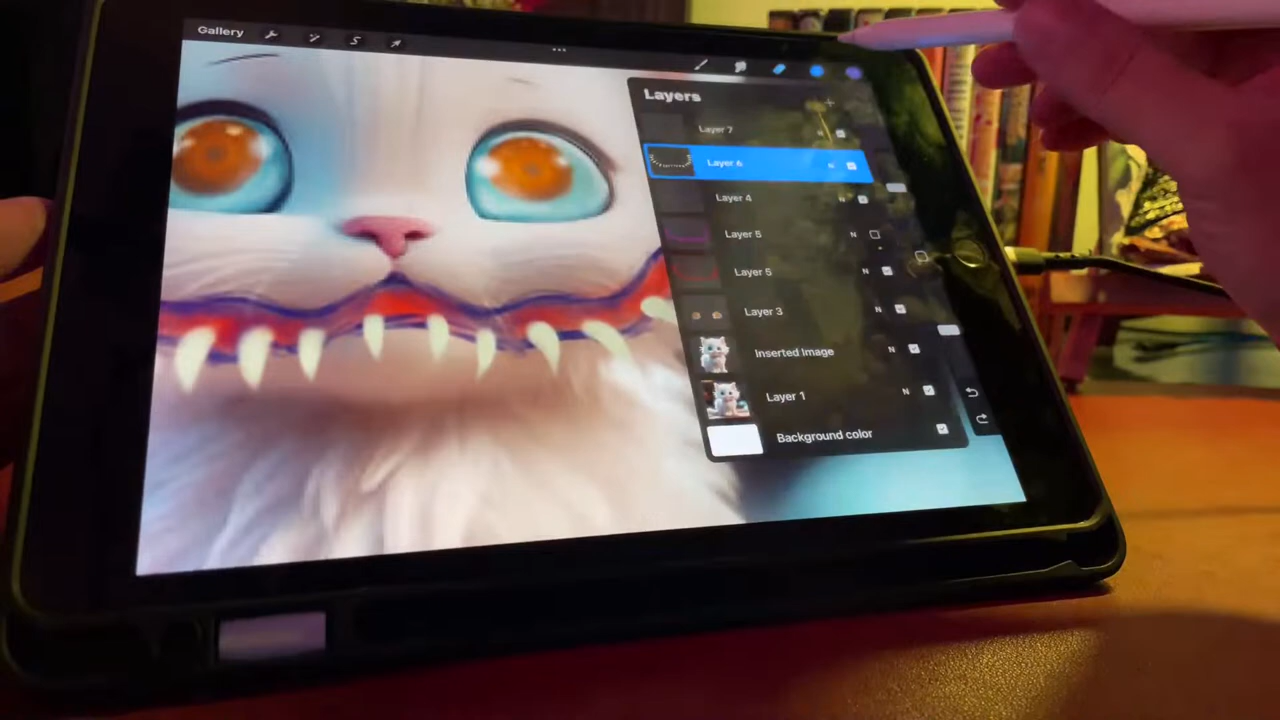 Gallery
Layers
Layer 7
N
Layer 6
N
Layer 4
N
Layer 5
N
Layer 5
N
Layer 3
N
Inserted Image
N
Layer 1
N
Background color